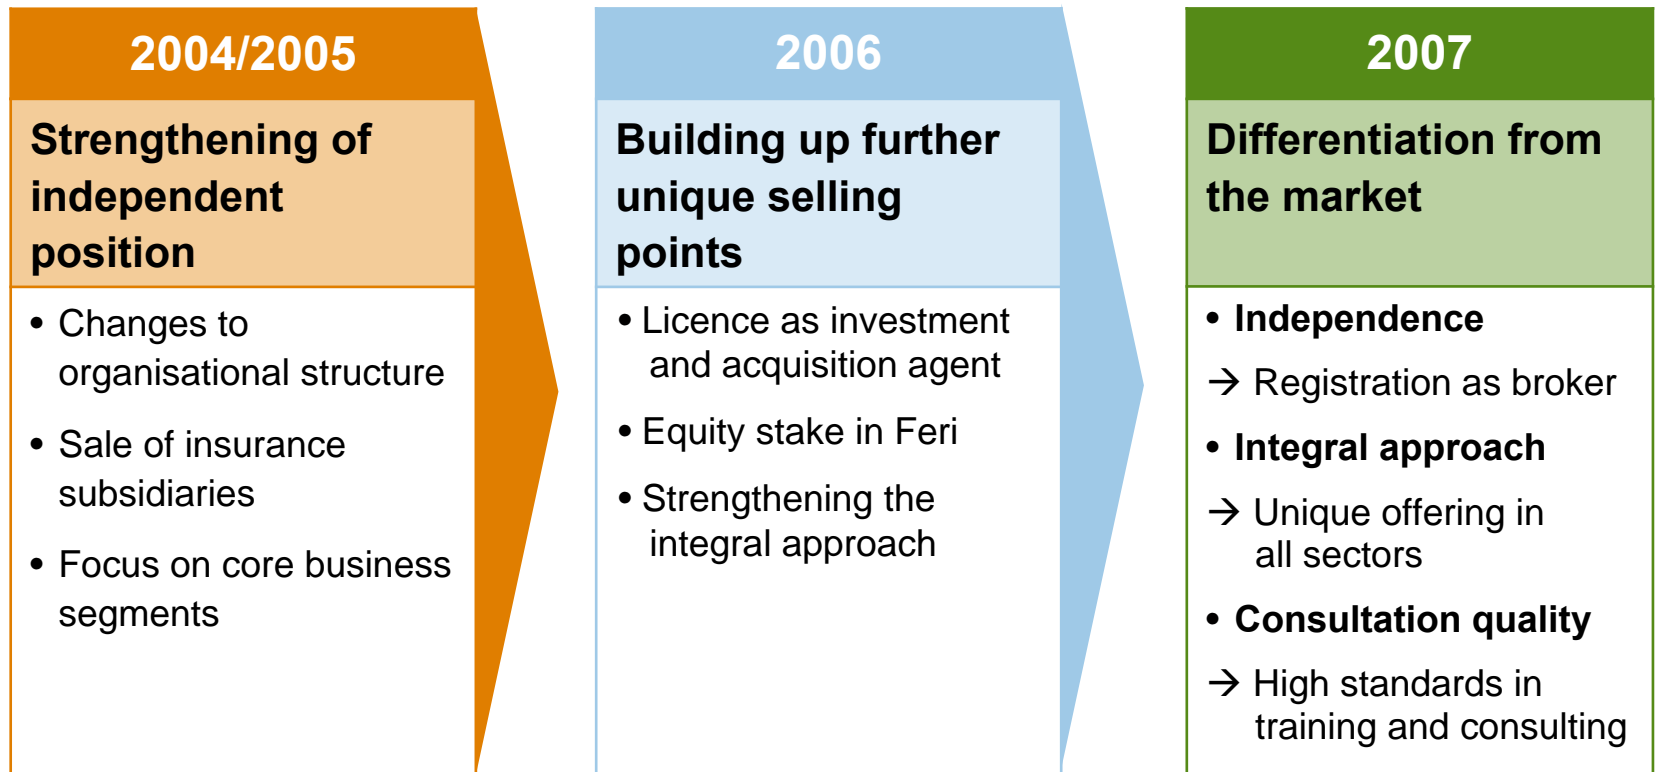 2004/2005
Strengthening of
independent
position
• Changes to
organisational structure
• Sale of insurance
subsidiaries
• Focus on core business
segments
2006
Building up further
unique selling
points
• Licence as investment
and acquisition agent
• Equity stake in Feri
• Strengthening the
integral approach
2007
Differentiation from
the market
• Independence
→ Registration as broker
• Integral approach
→ Unique offering in
all sectors
• Consultation quality
→ High standards in
training and consulting